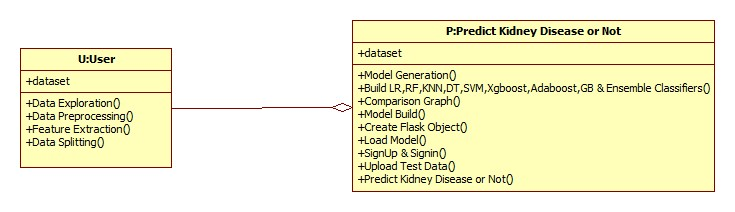 U:User
+dataset
+Data Exploration()
+Data Preprocessing()
+Feature Extraction()
+Data Splitting()
P:Predict Kidney Disease or Not
+dataset
+Model Generation()
+Build LR,RF,KNN,DT,SVM,Xgboost,Adaboost,GB & Ensemble Classifiers()
+Comparison Graph()
+Model Build()
+Create Flask Object()
+Load Model()
+SignUp & Signin()
+Upload Test Data()
+Predict Kidney Disease or Not()